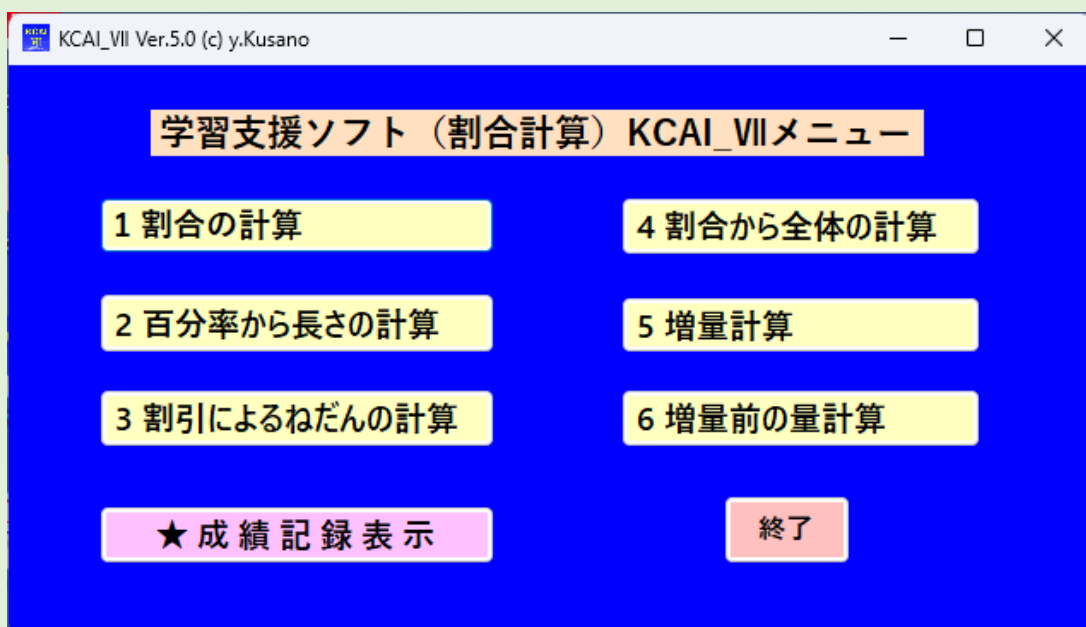 KCAI_Ⅶ Ver.5.0 (c) y.Kusano
学習支援ソフト（割合計算）KCAI_Ⅶメニュー
1 割合の計算
2 百分率から長さの計算
3 割引によるねだんの計算
4 割合から全体の計算
5 増量計算
6 増量前の量計算
★ 成 績 記 録 表 示
終了